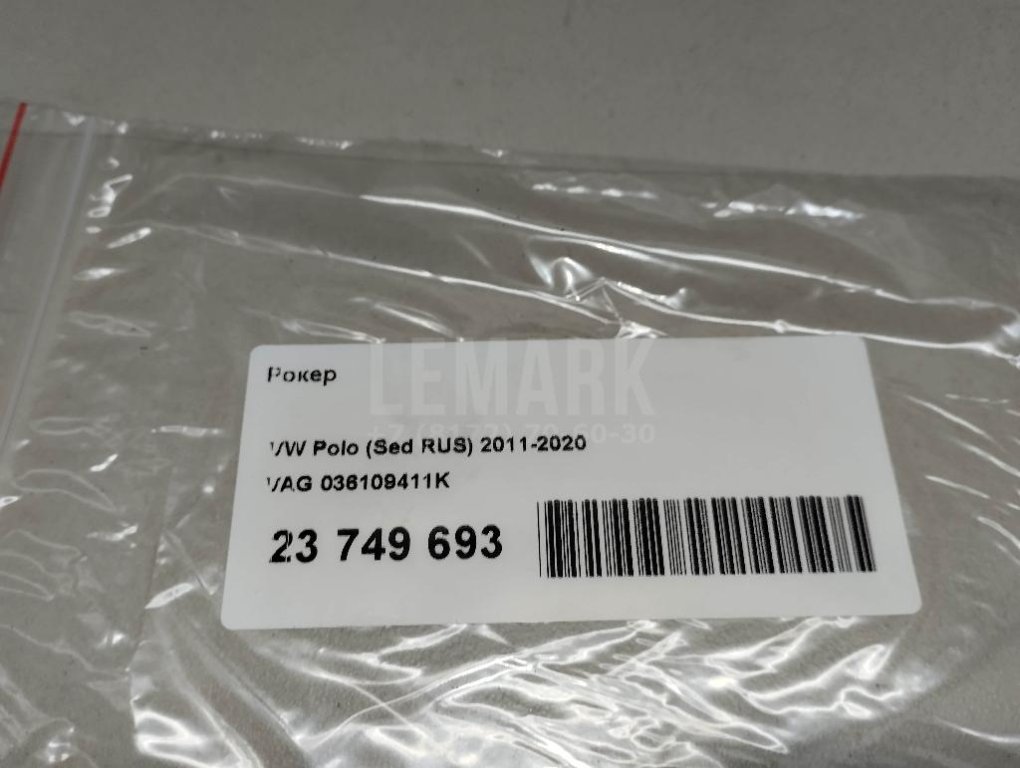 LEMARK
Рокер
VW Polo (Sed RUS) 2011-2020
VAG 036109411K
23 749 693